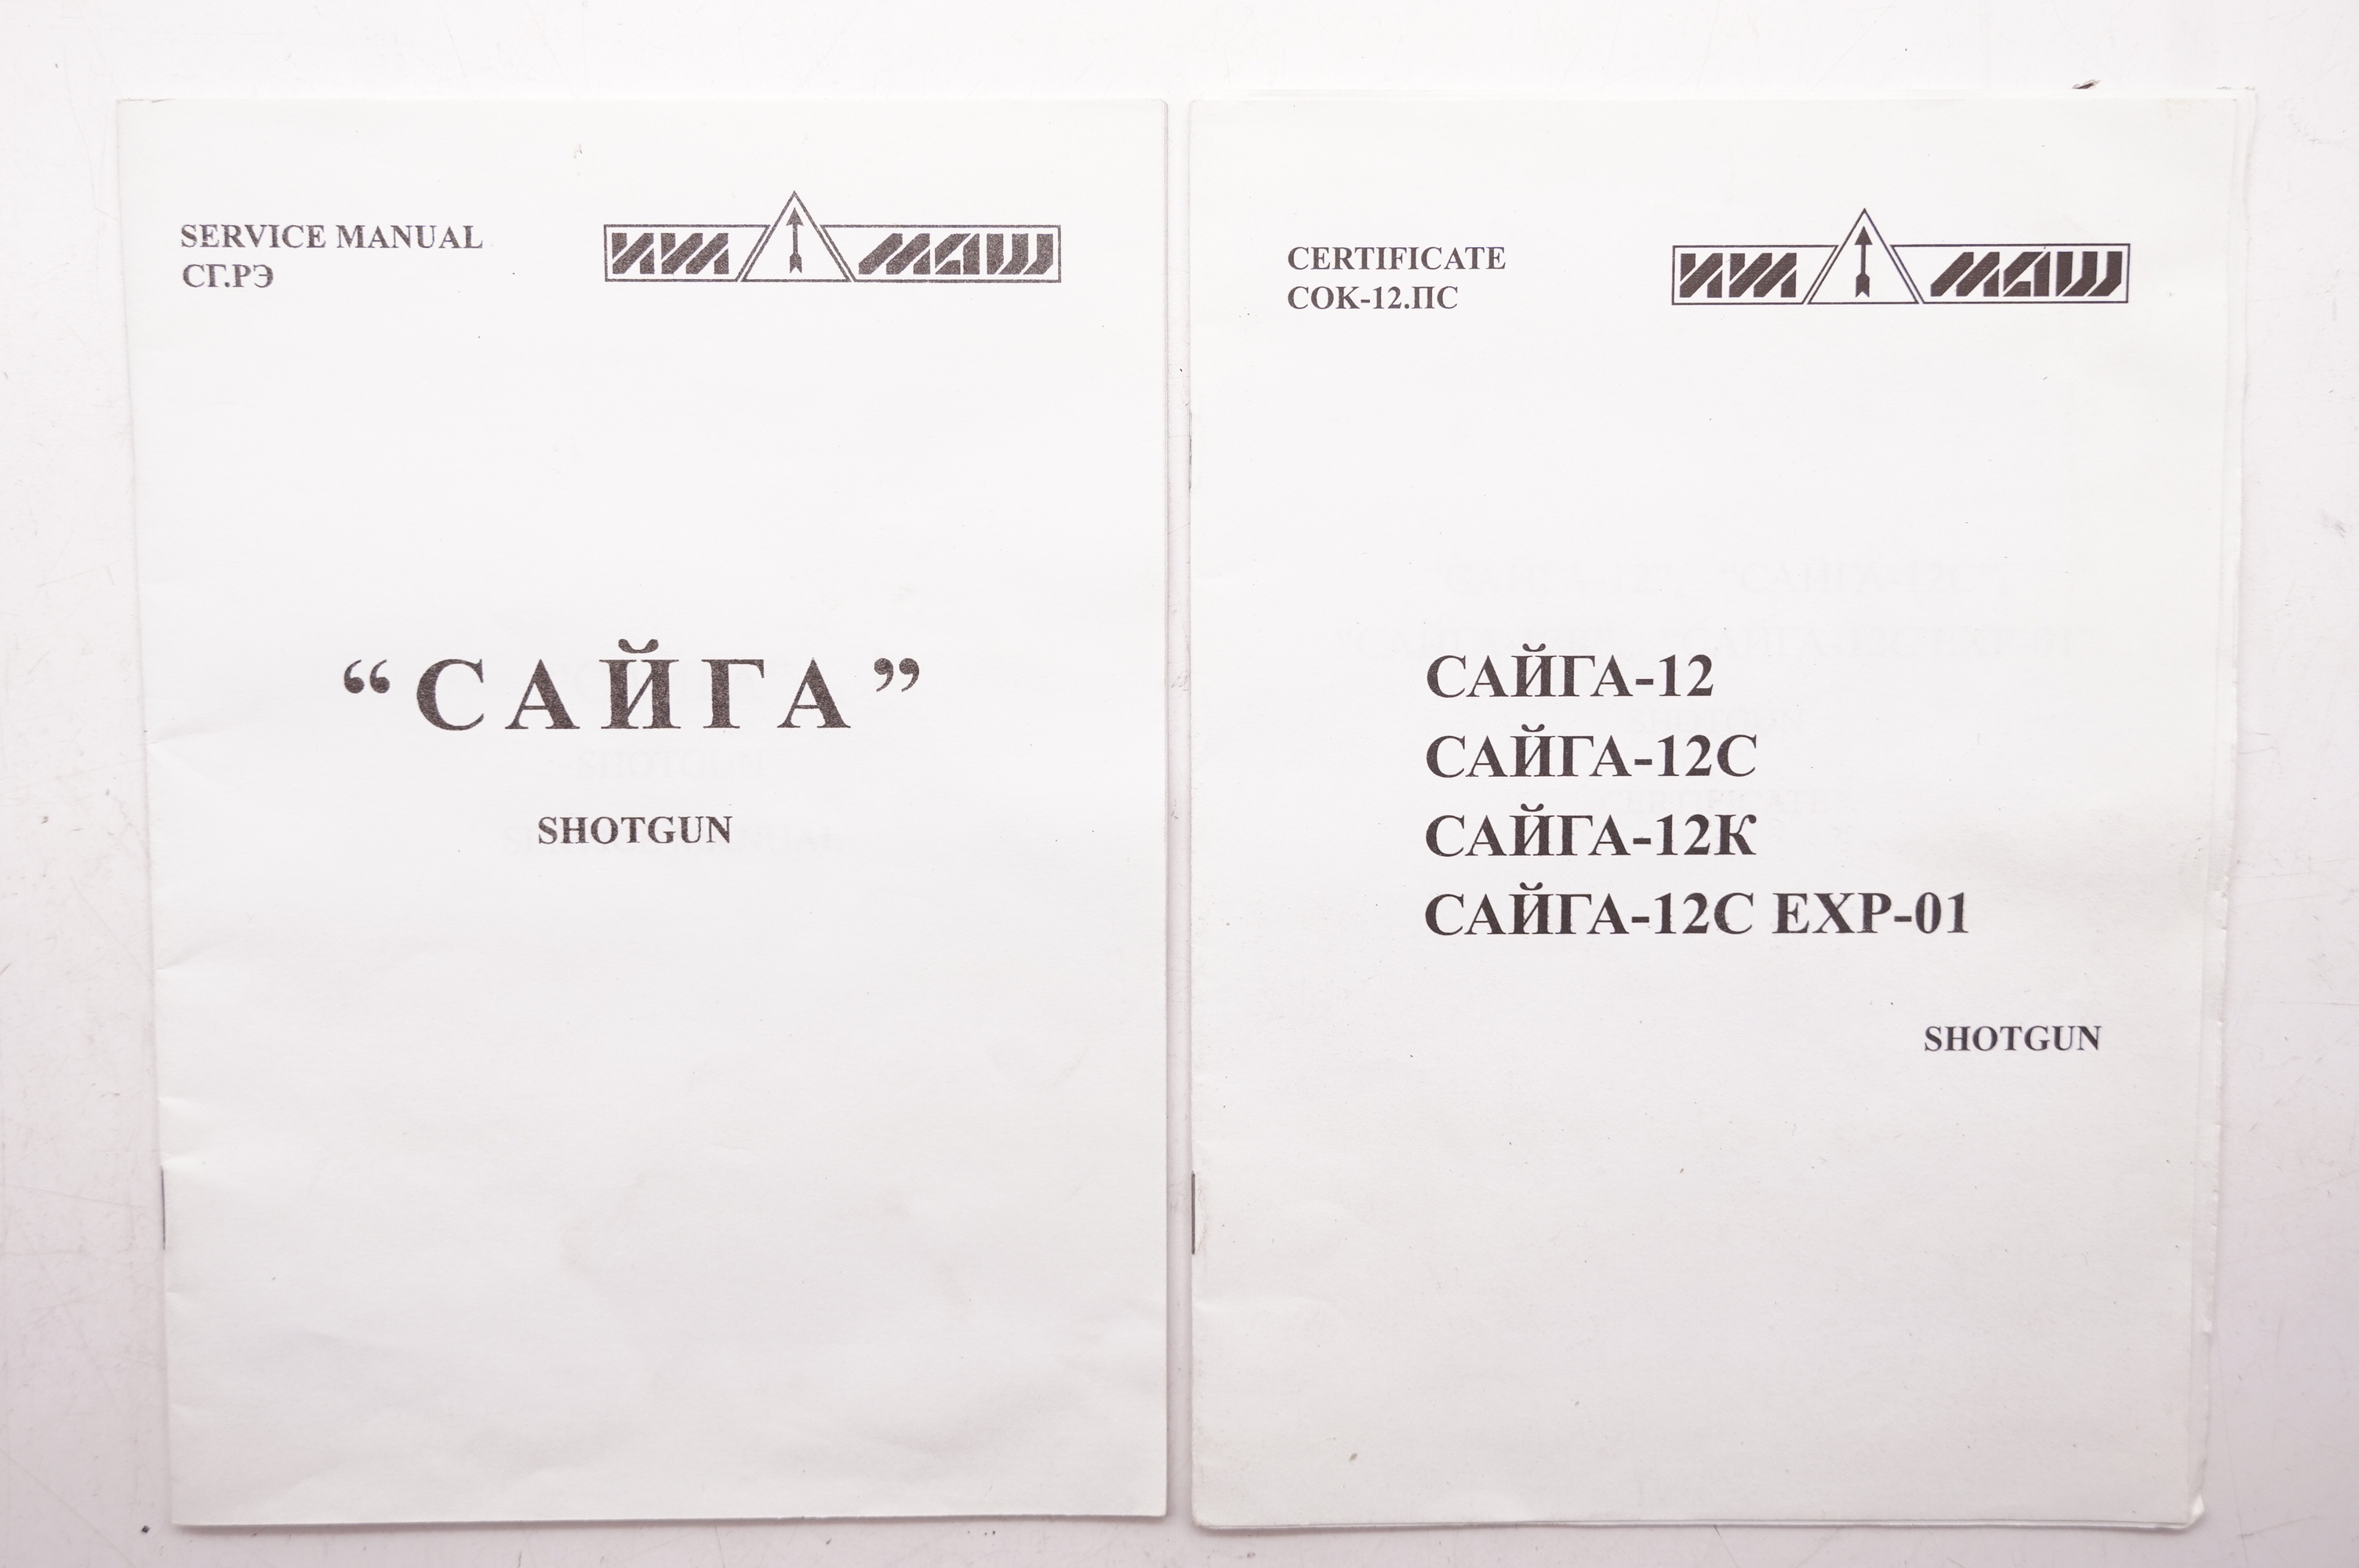 SERVICE MANUAL
СГ.РЭ
ИЖМАШ
“САЙГА”
SHOTGUN
CERTIFICATE
СОК-12.ПС
ИЖМАШ
САЙГА-12
САЙГА-12С
САЙГА-12К
САЙГА-12С EXP-01
SHOTGUN